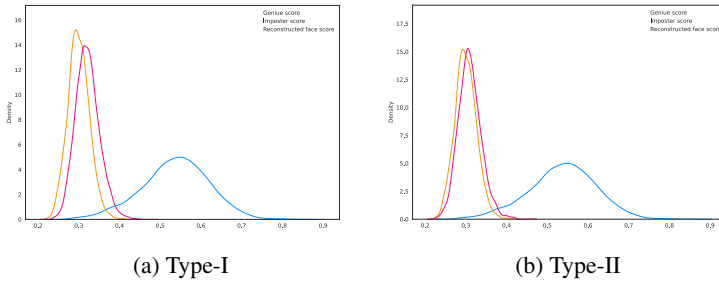 Geniue score
Imposter score
Reconstructed face score
16
14
12
10
8
6
4
2
0
Density
0.2 0.3 0.4 0.5 0.6 0.7 0.8 0.9
(a) Type-I
Geniue score
Imposter score
Reconstructed face score
17.5
15.0
12.5
10.0
7.5
5.0
2.5
0.0
Density
0.2 0.3 0.4 0.5 0.6 0.7 0.8 0.9
(b) Type-II